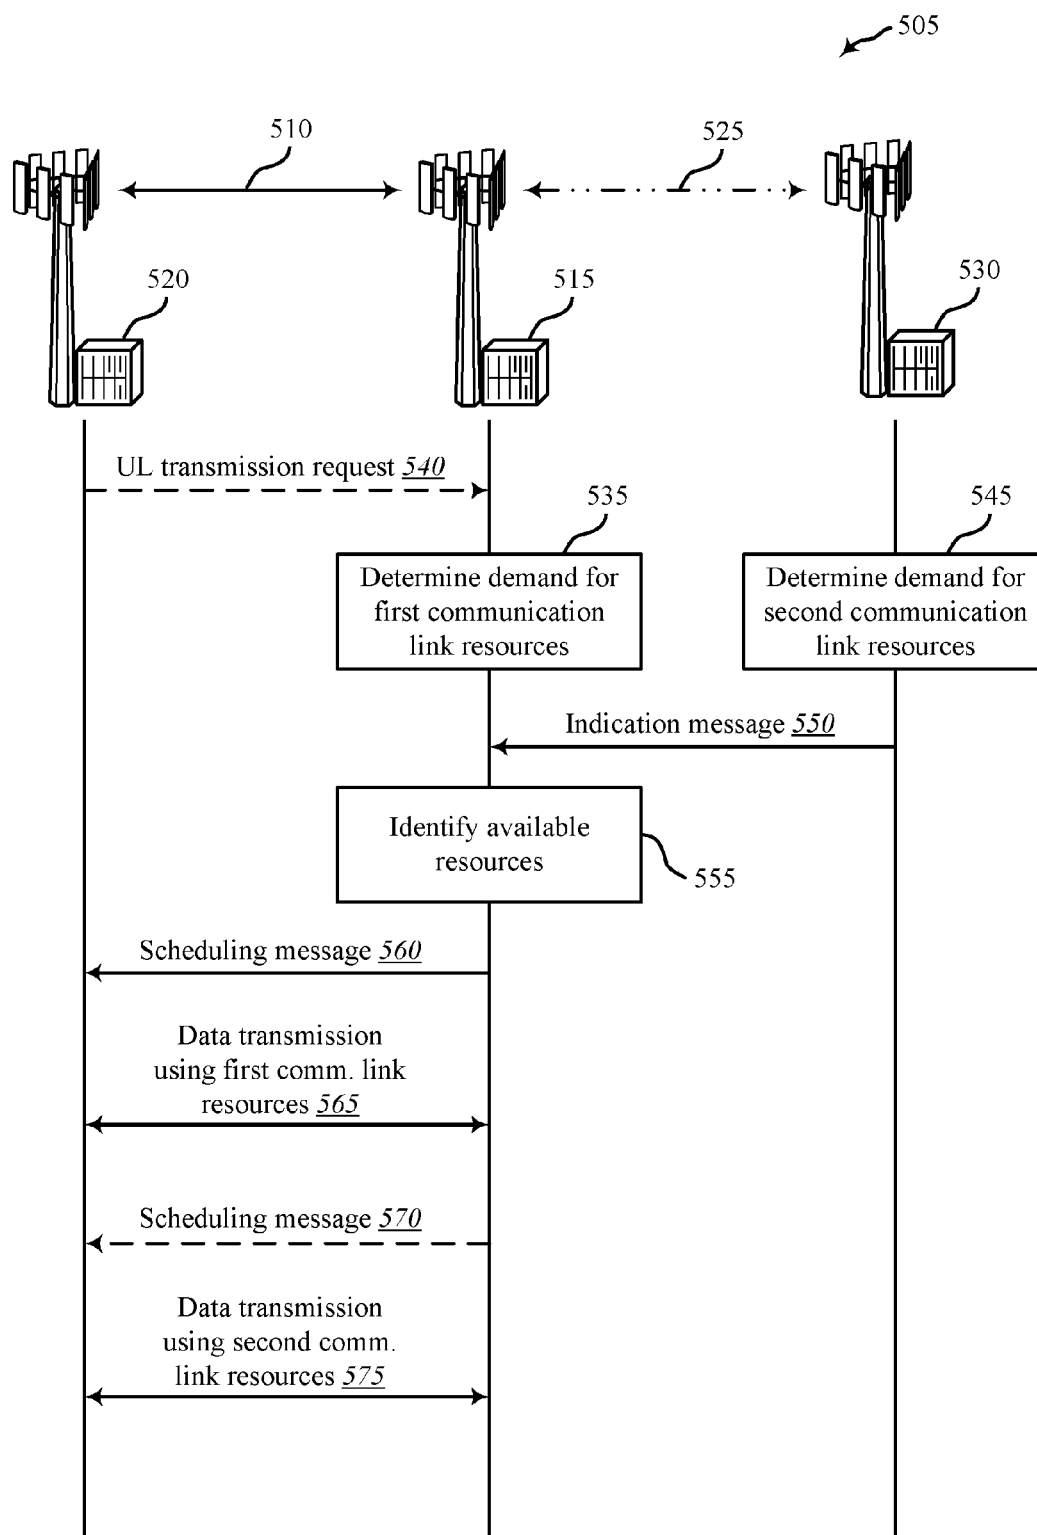 505
510
525
520
515
530
UL transmission request 540
535
545
Determine demand for
first communication
link resources
Determine demand for
second communication
link resources
Indication message 550
Identify available
resources
555
Scheduling message 560
Data transmission
using first comm. link
resources 565
Scheduling message 570
Data transmission
using second comm.
link resources 575